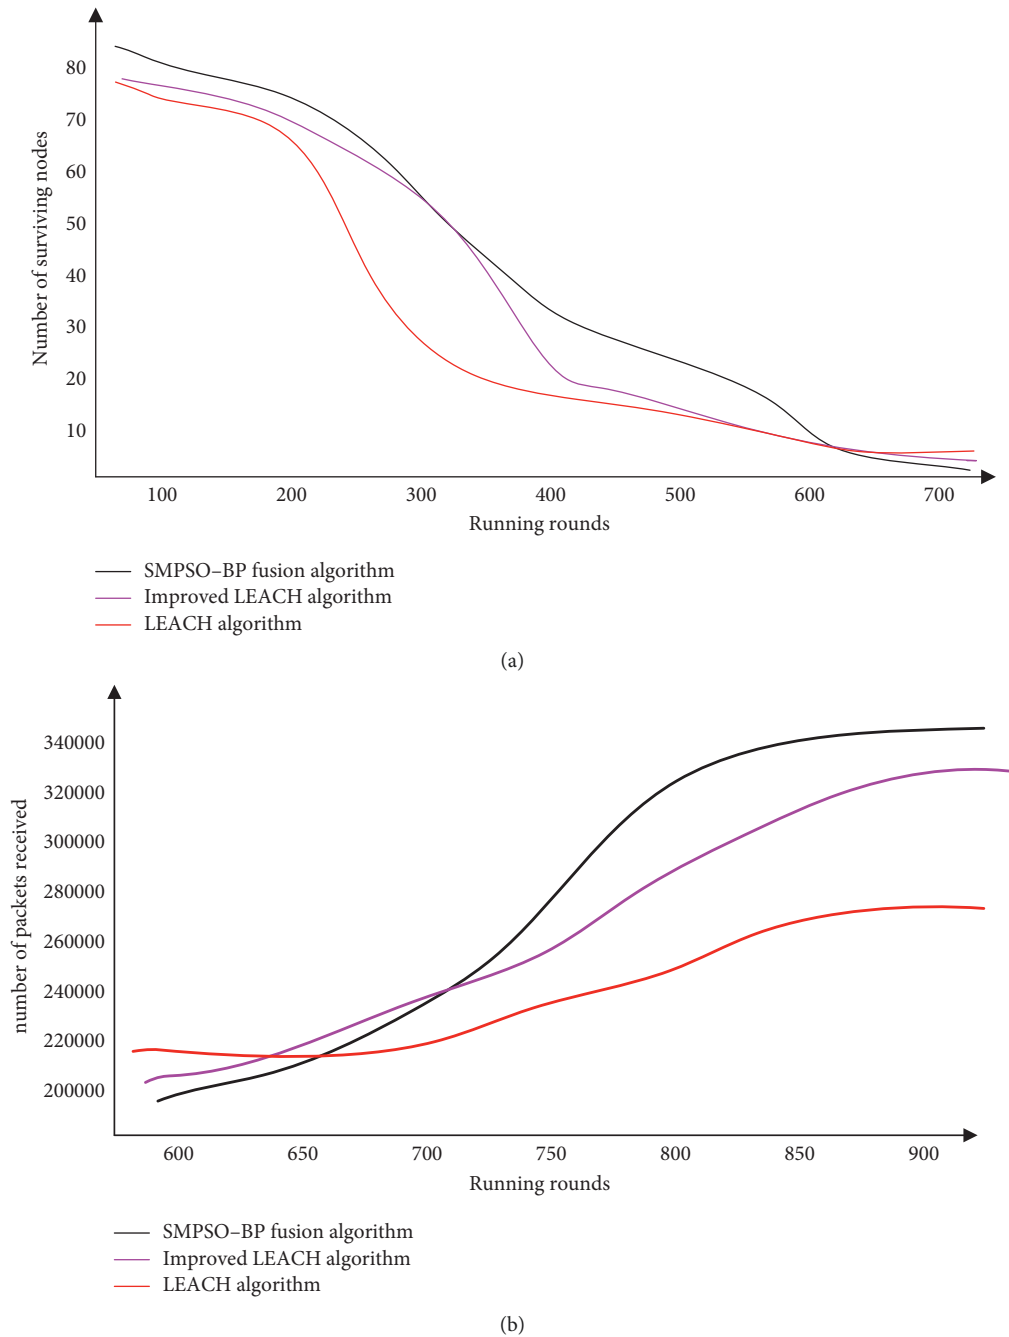 80
70
60
50
40
30
20
10
Number of surviving nodes
100 200 300 400 500 600 700
Running rounds
SMPSO–BP fusion algorithm
Improved LEACH algorithm
LEACH algorithm
(a)
340000
320000
300000
280000
260000
240000
220000
200000
number of packets received
600 650 700 750 800 850 900
Running rounds
SMPSO–BP fusion algorithm
Improved LEACH algorithm
LEACH algorithm
(b)